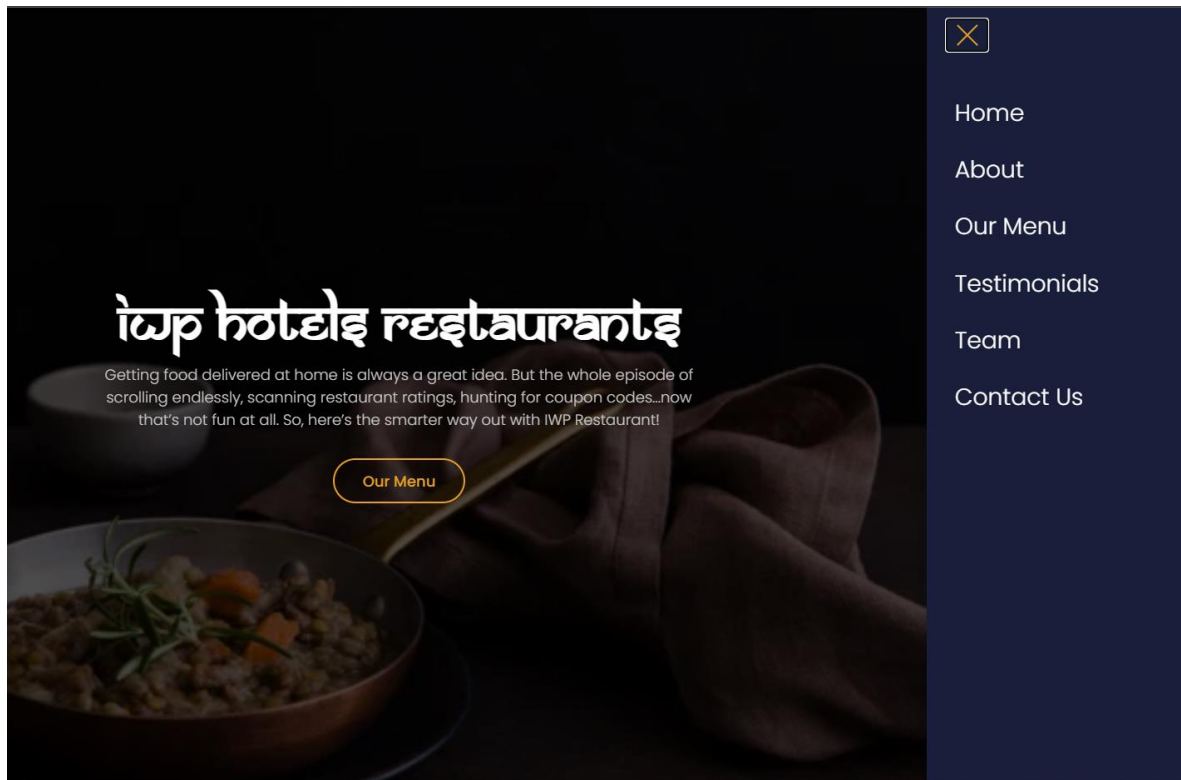 iwp hotels restaurants
Getting food delivered at home is always a great idea. But the whole episode of
scrolling endlessly, scanning restaurant ratings, hunting for coupon codes...now
that's not fun at all. So, here's the smarter way out with IWP Restaurant!
Our Menu
Home
About
Our Menu
Testimonials
Team
Contact Us